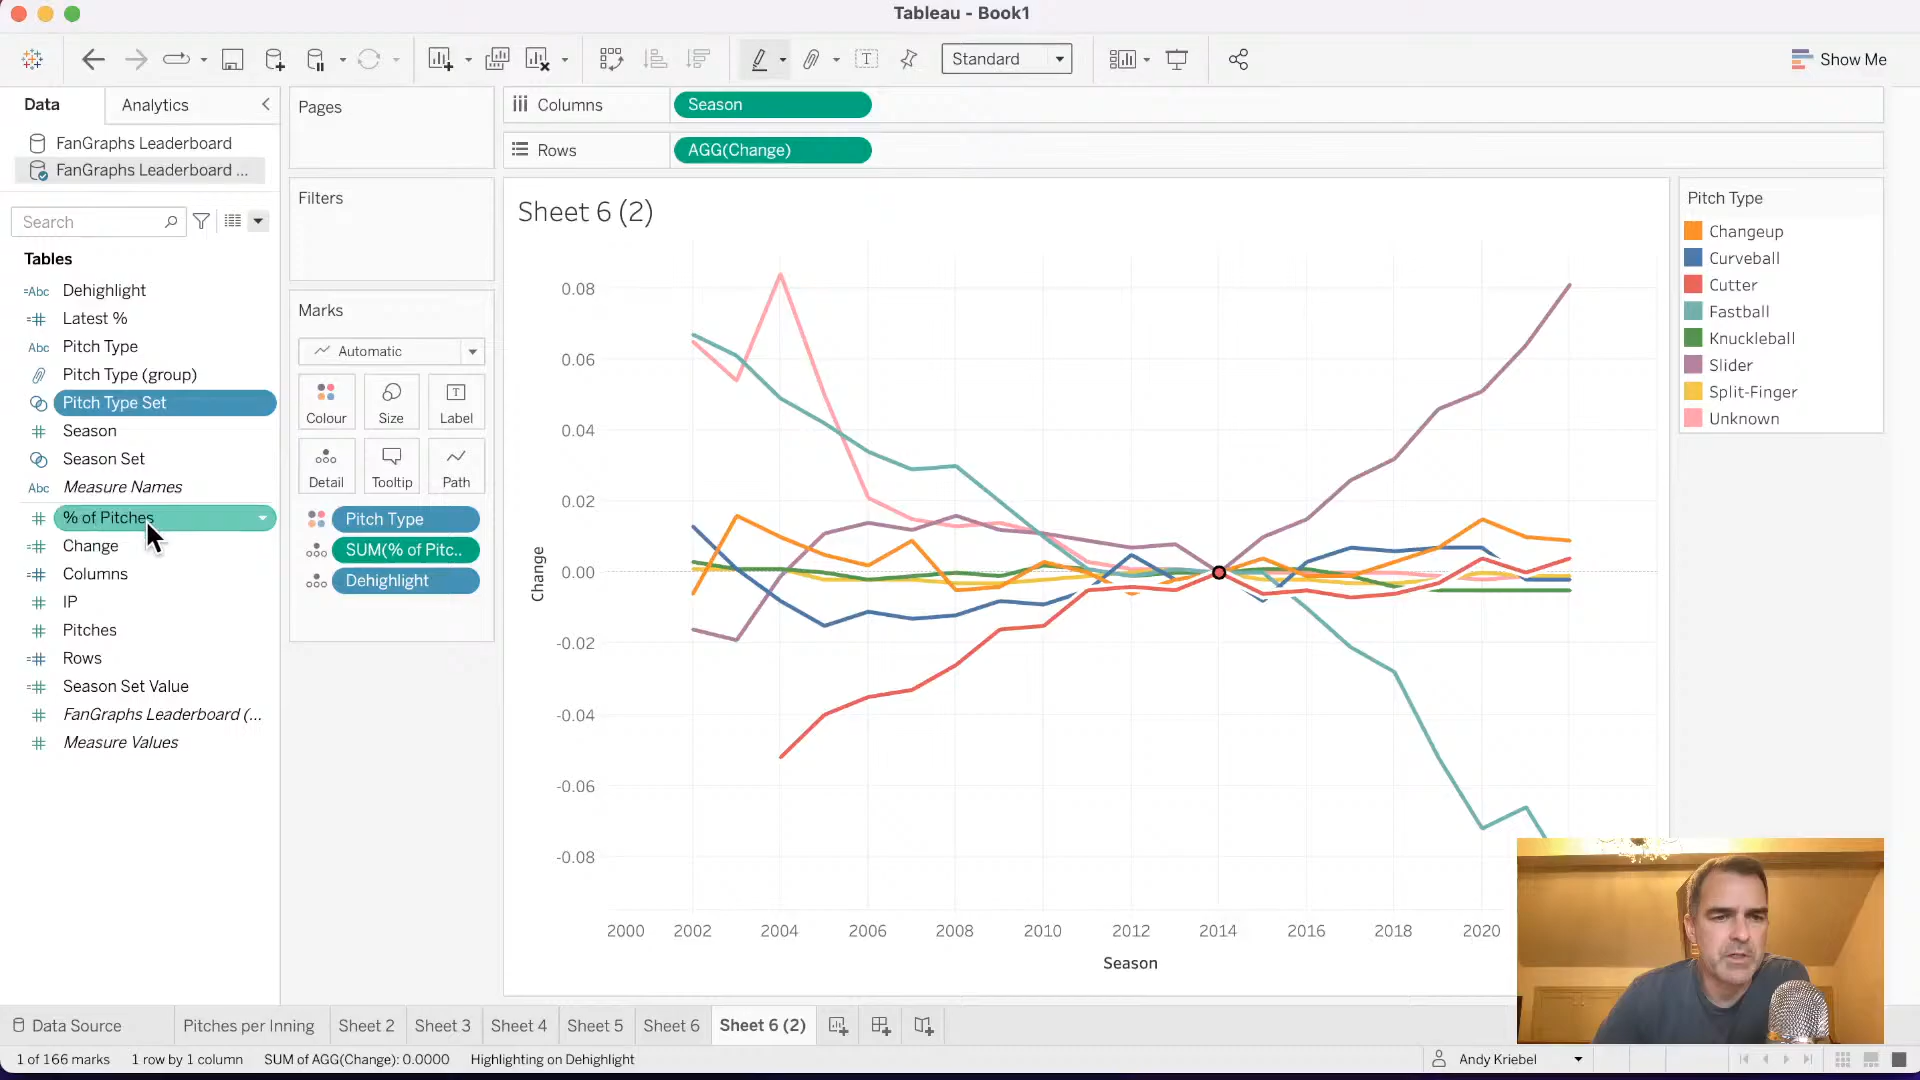 Tableau - Book1
Standard
Show Me
Data
Analytics
FanGraphs Leaderboard
FanGraphs Leaderboard ...
Search
Tables
=Abc Dehighlight
Latest %
Abc Pitch Type
Pitch Type (group)
Pitch Type Set
Season
Season Set
Abc Measure Names
% of Pitches
Change
Columns
IP
Pitches
Rows
Season Set Value
FanGraphs Leaderboard (...
Measure Values
Pages
Filters
Marks
Automatic
Colour
Size
Label
Detail
Tooltip
Path
Pitch Type
SUM(% of Pitc..
Dehighlight
Columns
Season
Rows
AGG(Change)
Sheet 6 (2)
0.08
0.06
0.04
0.02
0.00
-0.02
-0.04
-0.06
-0.08
Change
2000 2002 2004 2006 2008 2010 2012 2014 2016 2018 2020
Season
Pitch Type
Changeup
Curveball
Cutter
Fastball
Knuckleball
Slider
Split-Finger
Unknown
Data Source
Pitches per Inning
Sheet 2
Sheet 3
Sheet 4
Sheet 5
Sheet 6
Sheet 6 (2)
1 of 166 marks
1 row by 1 column
SUM of AGG(Change): 0.0000
Highlighting on Dehighlight
Andy Kriebel